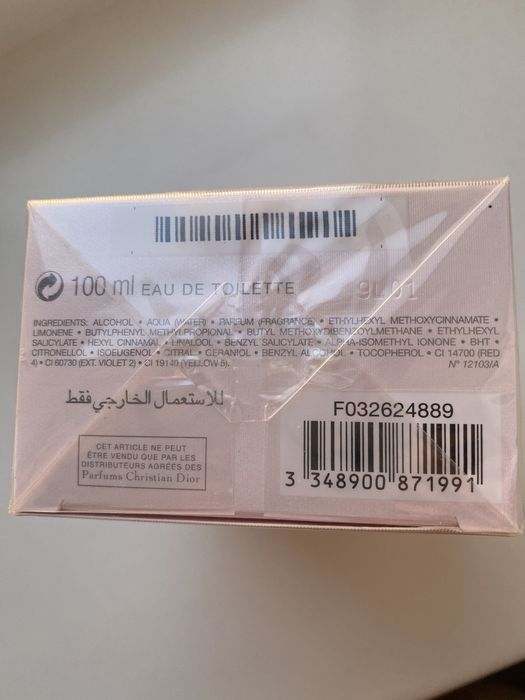 100 ml EAU DE TOILETTE
9L01
INGREDIENTS: ALCOHOL • AQUA (WATER) • PARFUM (FRAGRANCE) • ETHYLHEXYL METHOXYCINNAMATE •
LIMONENE • BUTYLPHENYL METHYLPROPIONAL • BUTYL METHOXYDIBENZOYLMETHANE • ETHYLHEXYL
SALICYLATE • HEXYL CINNAMAL • LINALOOL • BENZYL SALICYLATE • ALPHA-ISOMETHYL IONONE • BHT •
CITRONELLOL • ISOEUGENOL • CITRAL • GERANIOL • BENZYL ALCOHOL • TOCOPHEROL • CI 14700 (RED
4) • CI 60730 (EXT. VIOLET 2) • CI 19140 (YELLOW 5).
N° 12103/A
للاستعمال الخارجي فقط
F032624889
3 348900 871991
CET ARTICLE NE PEUT
ÊTRE VENDU QUE PAR LES
DISTRIBUTEURS AGRÉÉS DES
Parfums Christian Dior